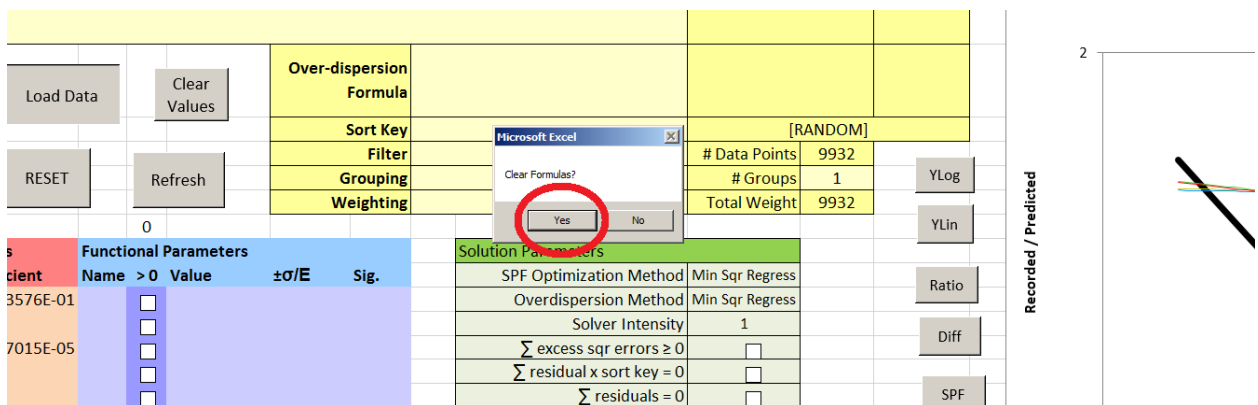 2
Over-dispersion
Formula
Load Data
Clear
Values
Sort Key
[RANDOM]
Microsoft Excel
Filter
# Data Points 9932
Clear Formulas?
RESET
Refresh
Grouping
# Groups 1
YLog
Weighting
Yes
No
Total Weight 9932
YLin
0
s
Functional Parameters
Solution Parameters
cient
Name > 0 Value ±σ/E Sig.
SPF Optimization Method Min Sqr Regress
Ratio
3576E-01
Overdispersion Method Min Sqr Regress
Solver Intensity 1
Diff
7015E-05
∑ excess sqr errors ≥ 0
∑ residual x sort key = 0
∑ residuals = 0
SPF
Recorded / Predicted